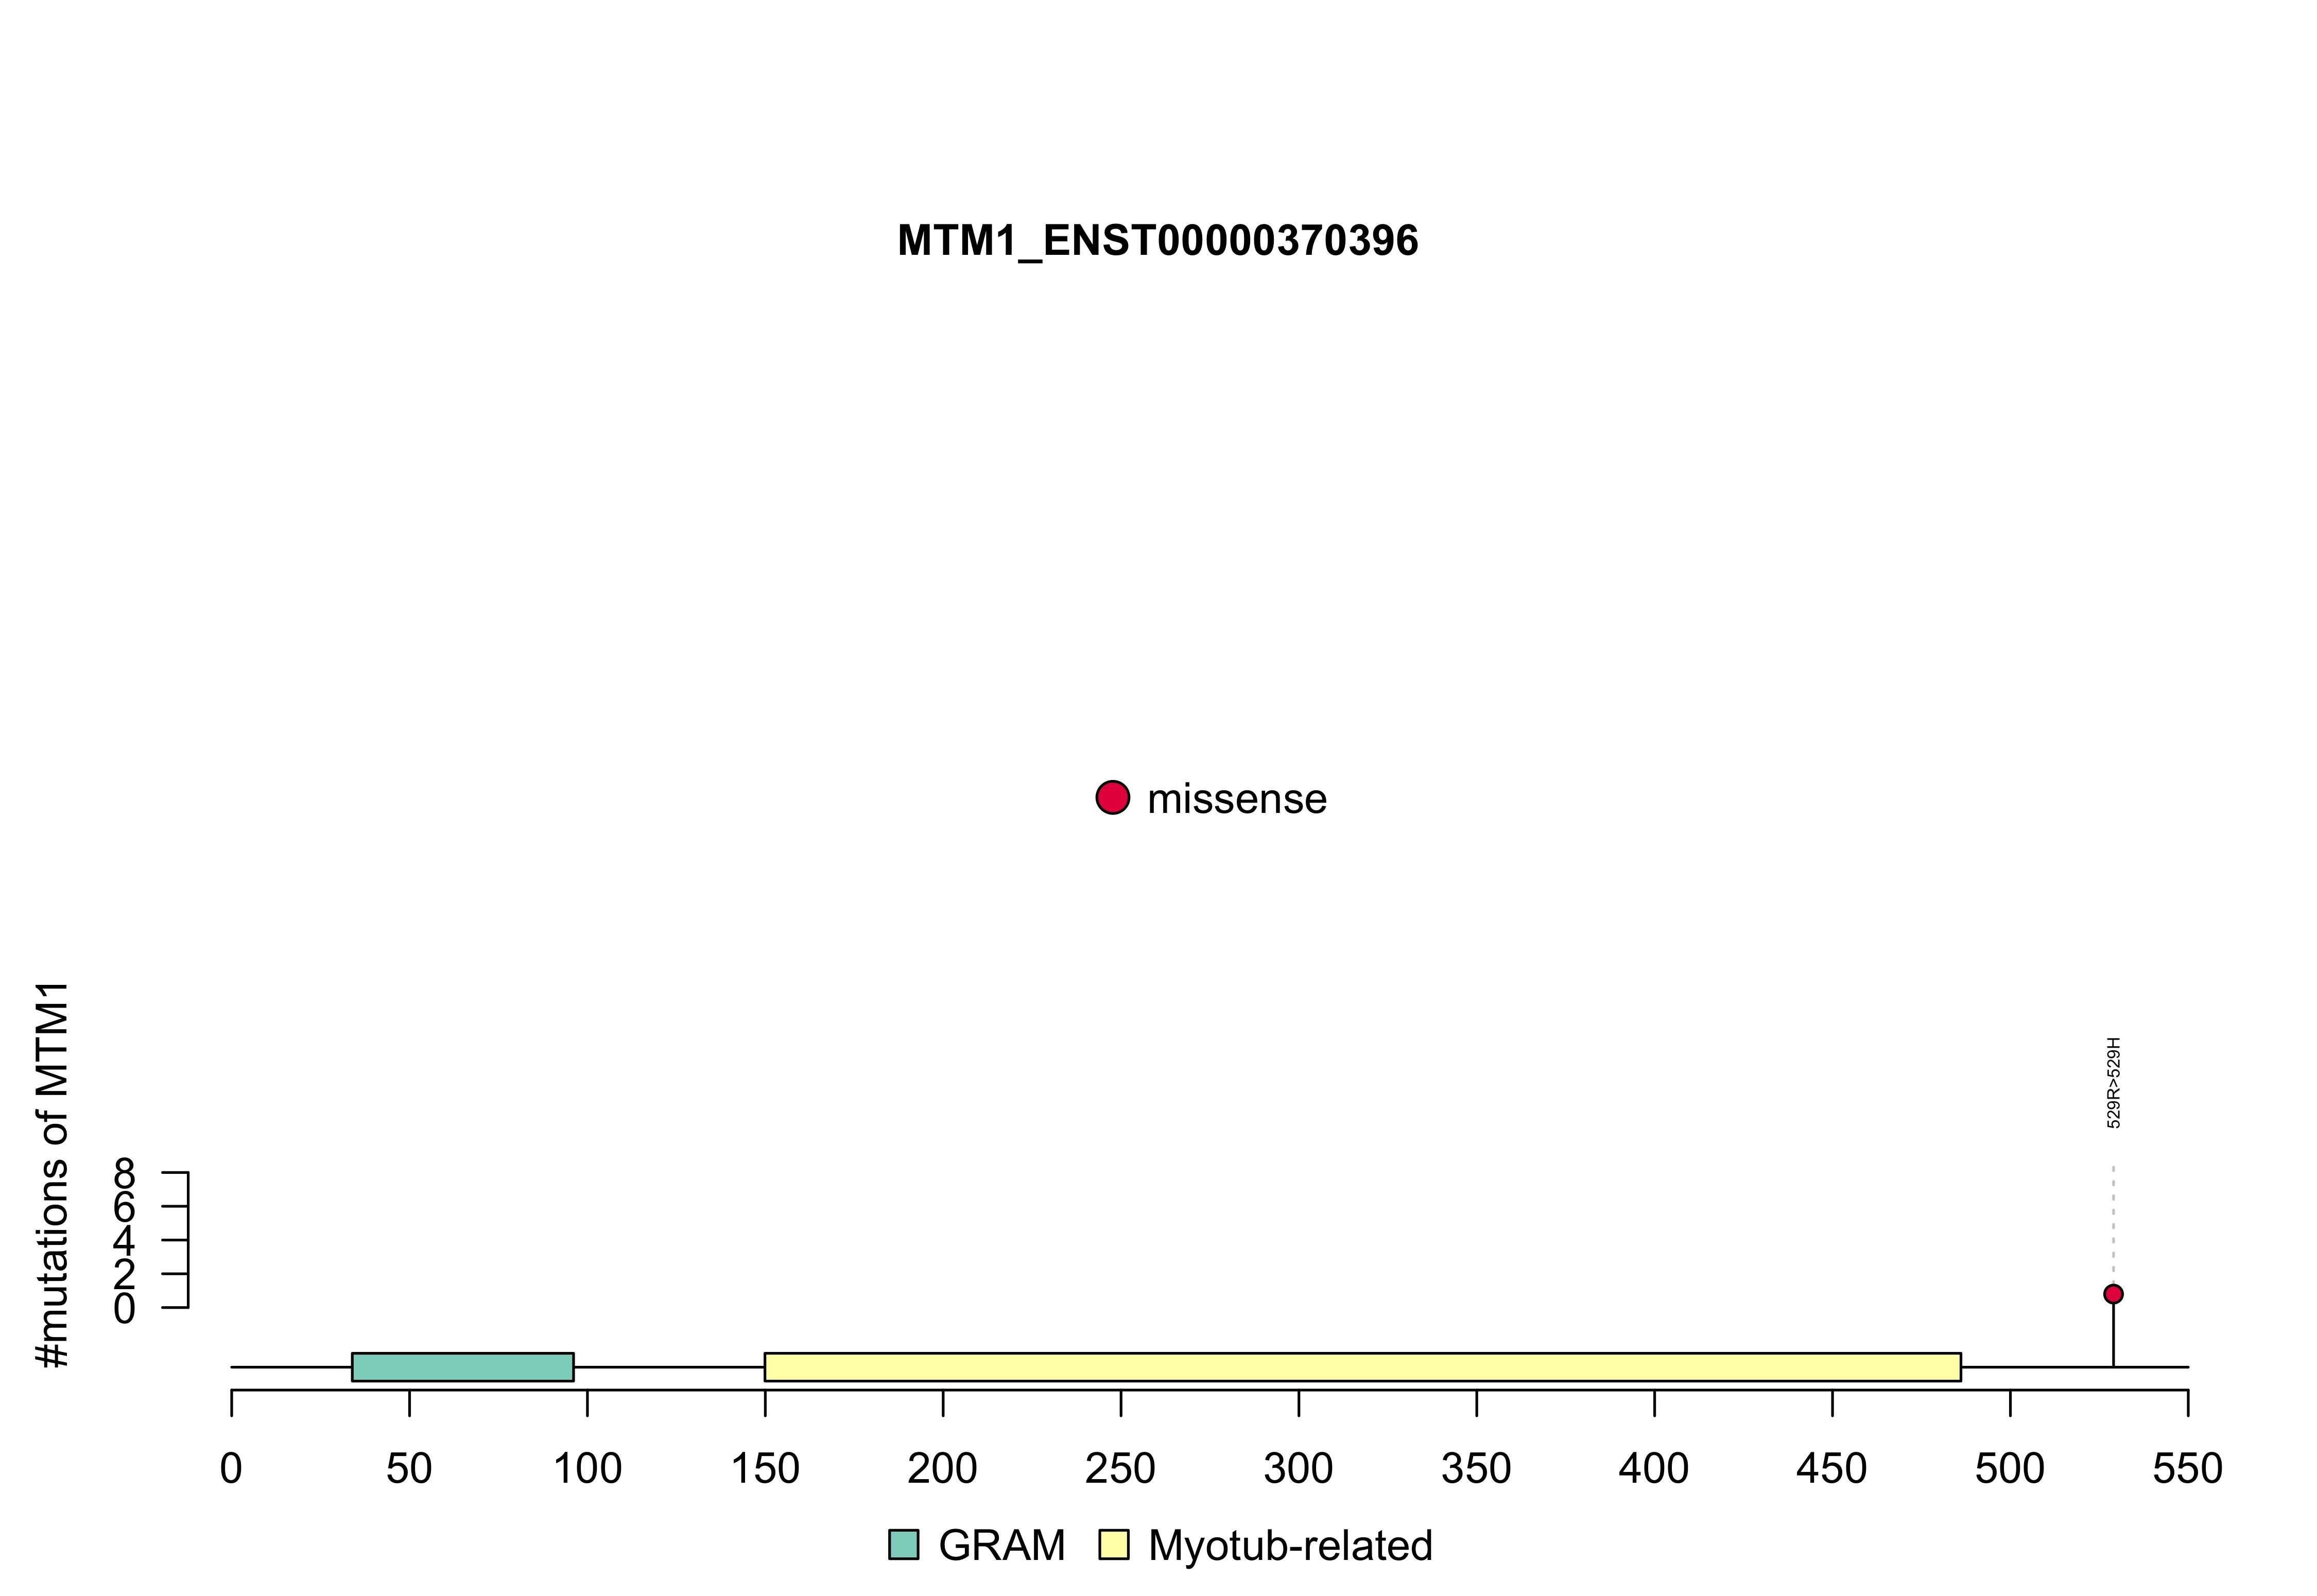 MTM1_ENST00000370396
missense
#mutations of MTM1
529R>529H
8
6
4
2
0
0 50 100 150 200 250 300 350 400 450 500 550
GRAM Myotub-related